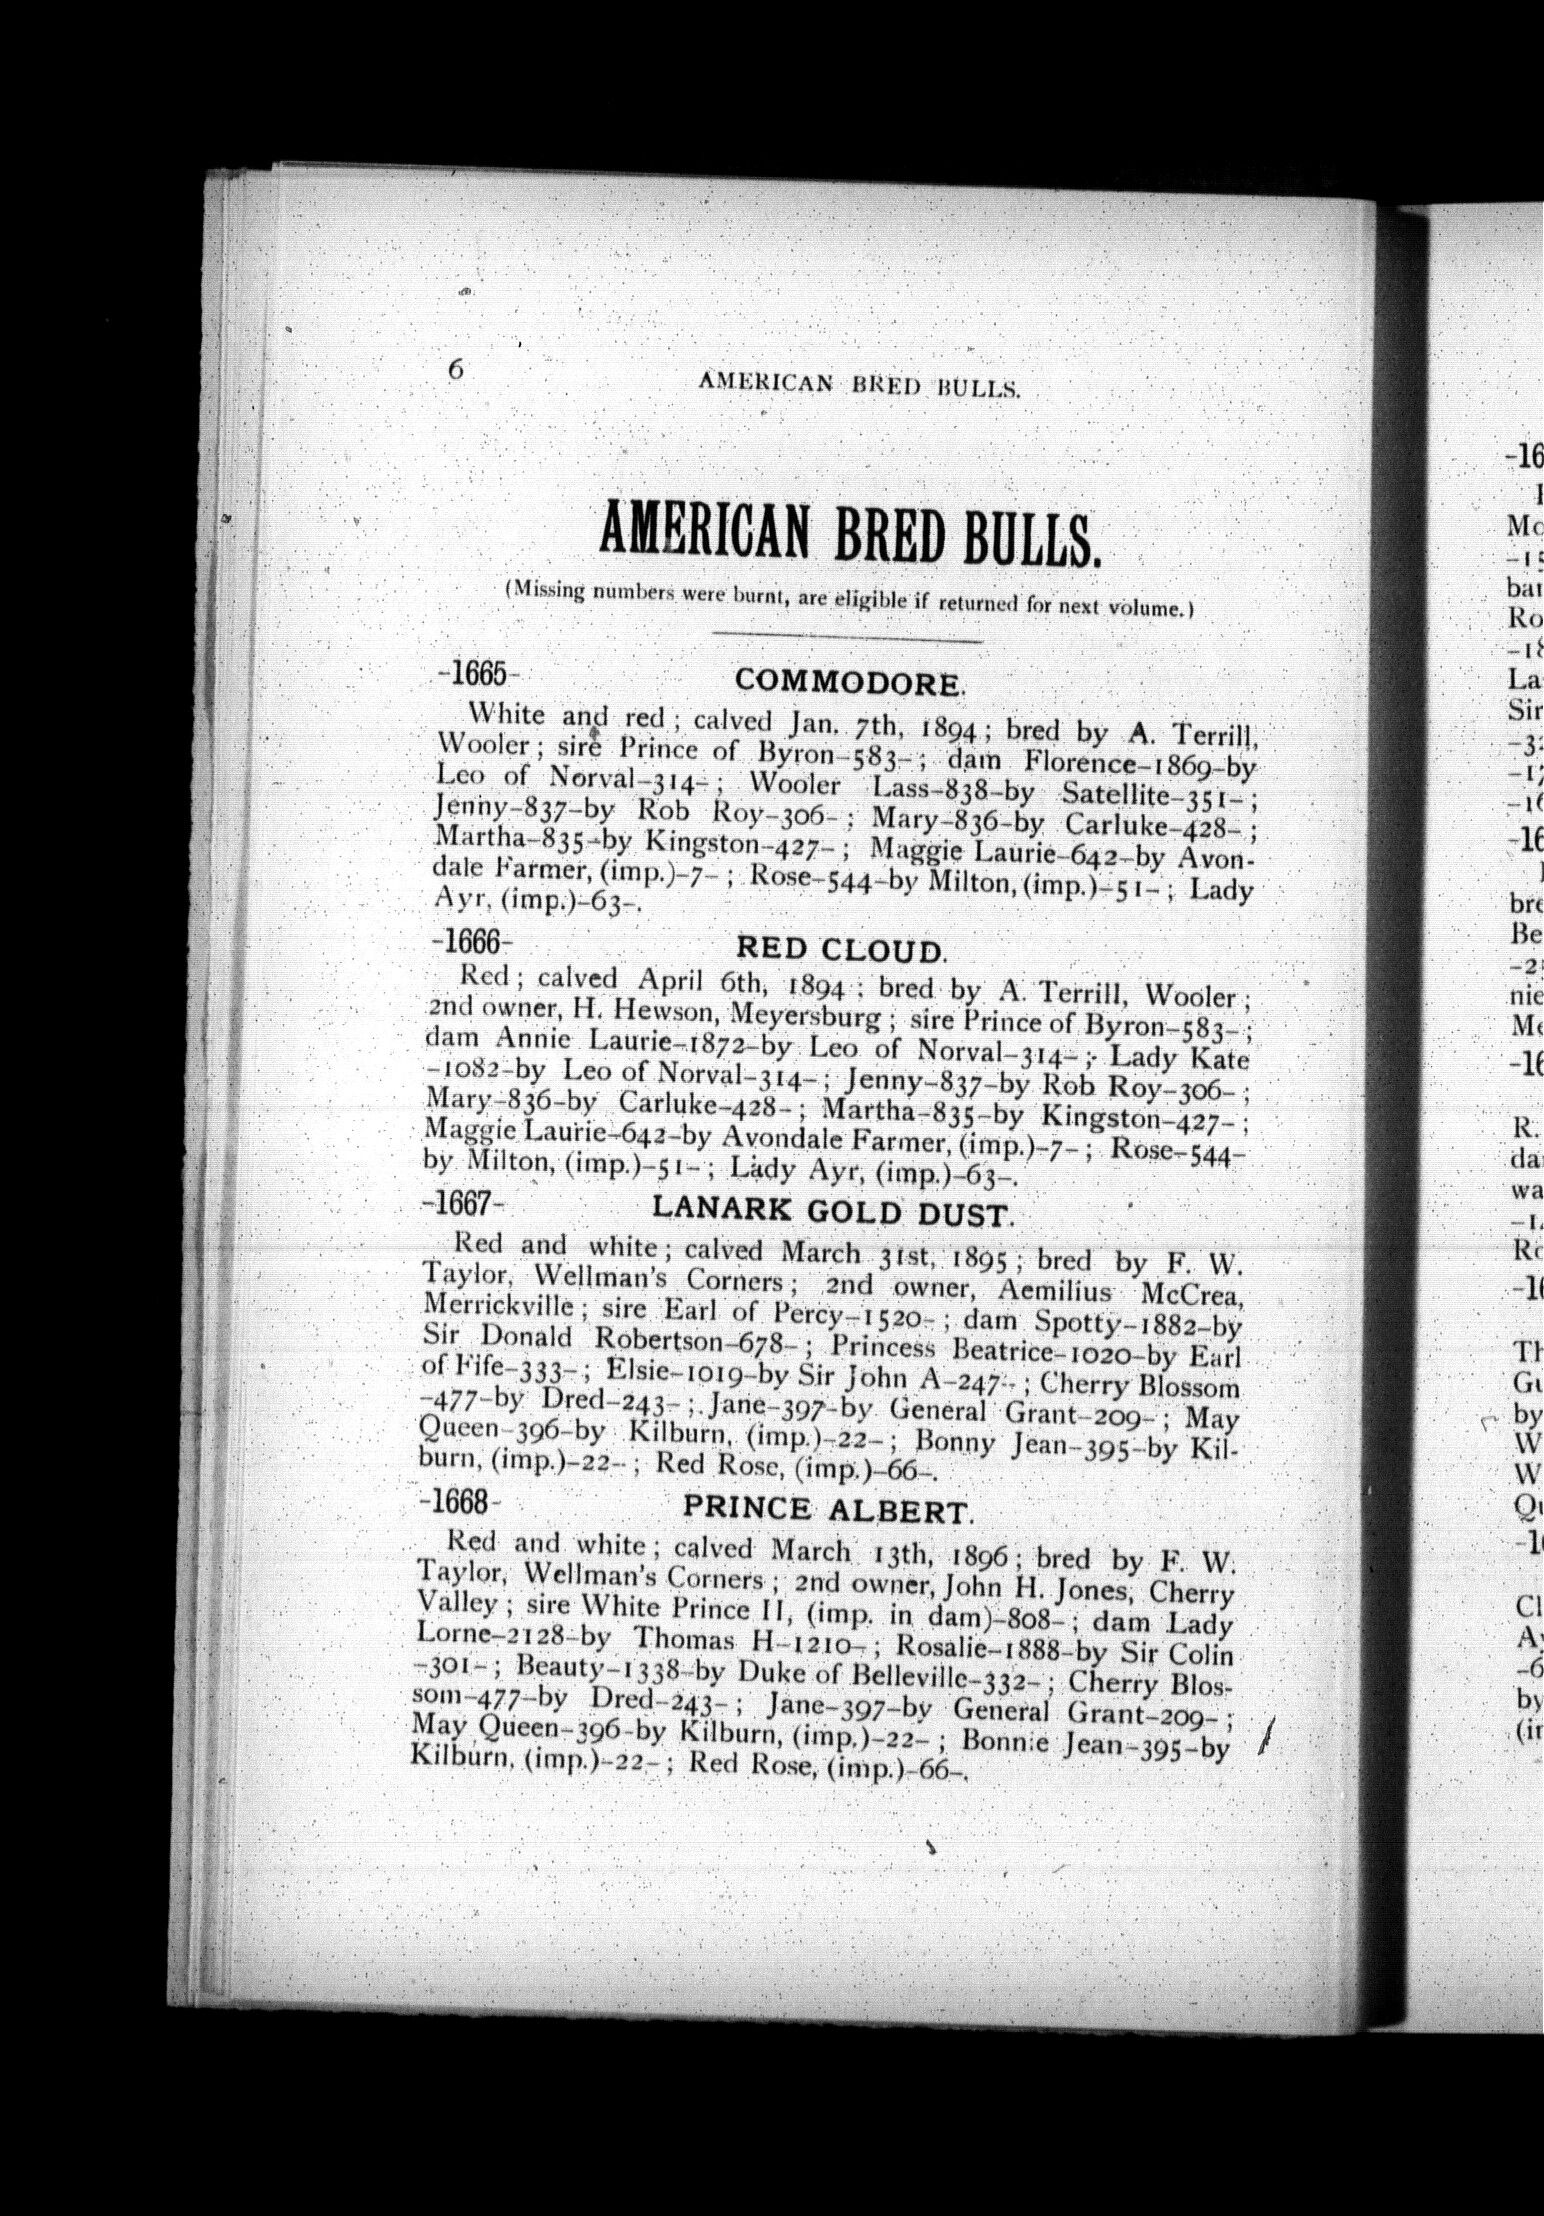 6
AMERICAN BRED BULLS.
AMERICAN BRED BULLS.
(Missing numbers were burnt, are eligible if returned for next volume.)
-1665-
COMMODORE.
White and red ; calved Jan. 7th, 1894 ; bred by A. Terrill,
Wooler ; sire Prince of Byron-583- ; dam Florence-1869-by
Leo of Norval-314- ; Wooler Lass-838-by Satellite-351- ;
Jenny-837-by Rob Roy-306- ; Mary-836-by Carluke-428- ;
Martha-835-by Kingston-427- ; Maggie Laurie-642-by Avon-
dale Farmer, (imp.)-7- ; Rose-544-by Milton, (imp.)-51- ; Lady
Ayr, (imp.)-63-.
-1666-
RED CLOUD.
Red ; calved April 6th, 1894 ; bred by A. Terrill, Wooler ;
2nd owner, H. Hewson, Meyersburg ; sire Prince of Byron-583- ;
dam Annie Laurie-1872-by Leo of Norval-314- ; Lady Kate
-1082-by Leo of Norval-314- ; Jenny-837-by Rob Roy-306- ;
Mary-836-by Carluke-428- ; Martha-835-by Kingston-427- ;
Maggie Laurie-642-by Avondale Farmer, (imp.)-7- ; Rose-544-
by Milton, (imp.)-51- ; Lady Ayr, (imp.)-63-.
-1667-
LANARK GOLD DUST.
Red and white ; calved March 31st, 1895 ; bred by F. W.
Taylor, Wellman's Corners ; 2nd owner, Aemilius McCrea,
Merrickville ; sire Earl of Percy-1520- ; dam Spotty-1882-by
Sir Donald Robertson-678- ; Princess Beatrice-1020-by Earl
of Fife-333- ; Elsie-1019-by Sir John A-247- ; Cherry Blossom
-477-by Dred-243- ; Jane-397-by General Grant-209- ; May
Queen-396-by Kilburn, (imp.)-22- ; Bonny Jean-395-by Kil-
burn, (imp.)-22- ; Red Rose, (imp.)-66-.
-1668-
PRINCE ALBERT.
Red and white ; calved March 13th, 1896 ; bred by F. W.
Taylor, Wellman's Corners ; 2nd owner, John H. Jones, Cherry
Valley ; sire White Prince II, (imp. in dam)-808- ; dam Lady
Lorne-2128-by Thomas H-1210- ; Rosalie-1888-by Sir Colin
-301- ; Beauty-1338-by Duke of Belleville-332- ; Cherry Blos-
som-477-by Dred-243- ; Jane-397-by General Grant-209- ;
May Queen-396-by Kilburn, (imp.)-22- ; Bonnie Jean-395-by
Kilburn, (imp.)-22- ; Red Rose, (imp.)-66-.